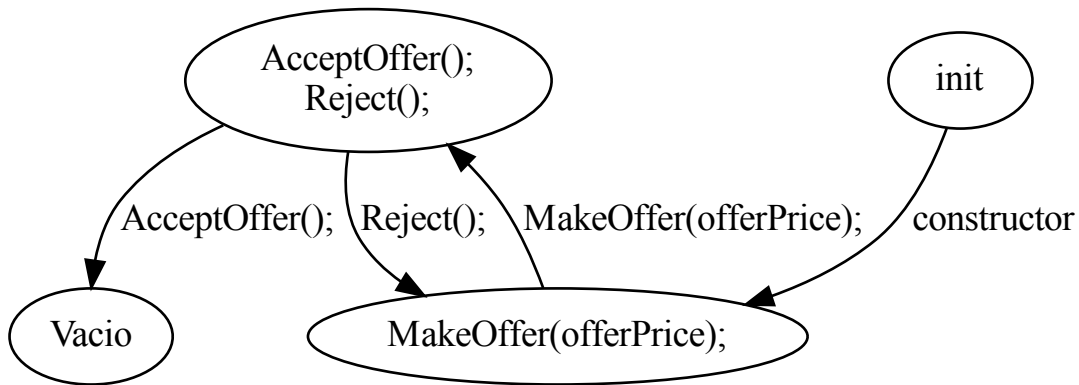 AcceptOffer();
Reject();
init
AcceptOffer();
Reject();
MakeOffer(offerPrice);
constructor
Vacio
MakeOffer(offerPrice);